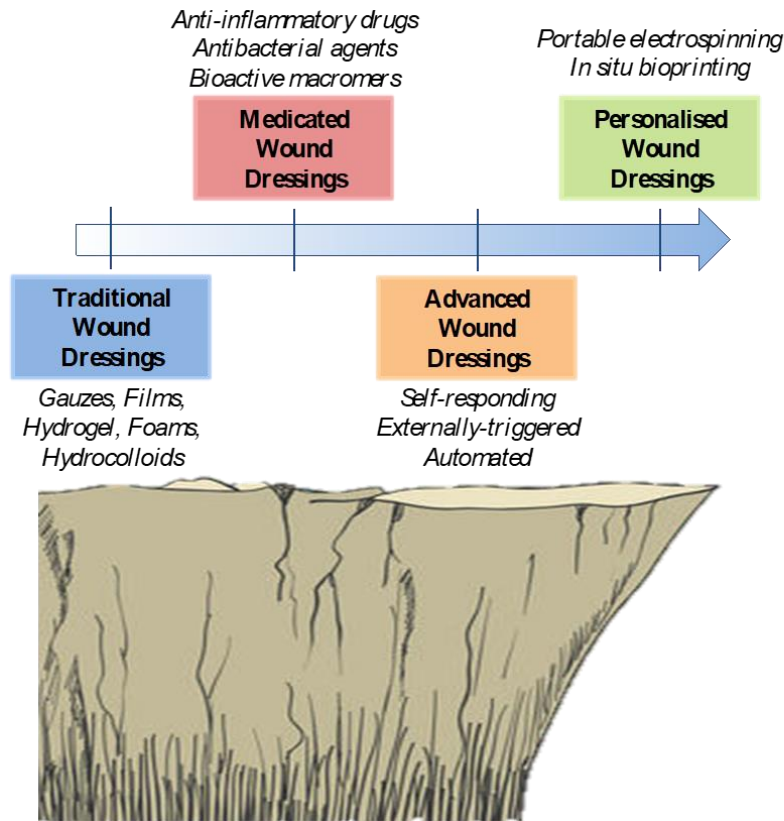 Anti-inflammatory drugs
Antibacterial agents
Bioactive macromers
Portable electrospinning
In situ bioprinting
Medicated
Wound
Dressings
Personalised
Wound
Dressings
Traditional
Wound
Dressings
Advanced
Wound
Dressings
Gauzes, Films,
Hydrogel, Foams,
Hydrocolloids
Self-responding
Externally-triggered
Automated